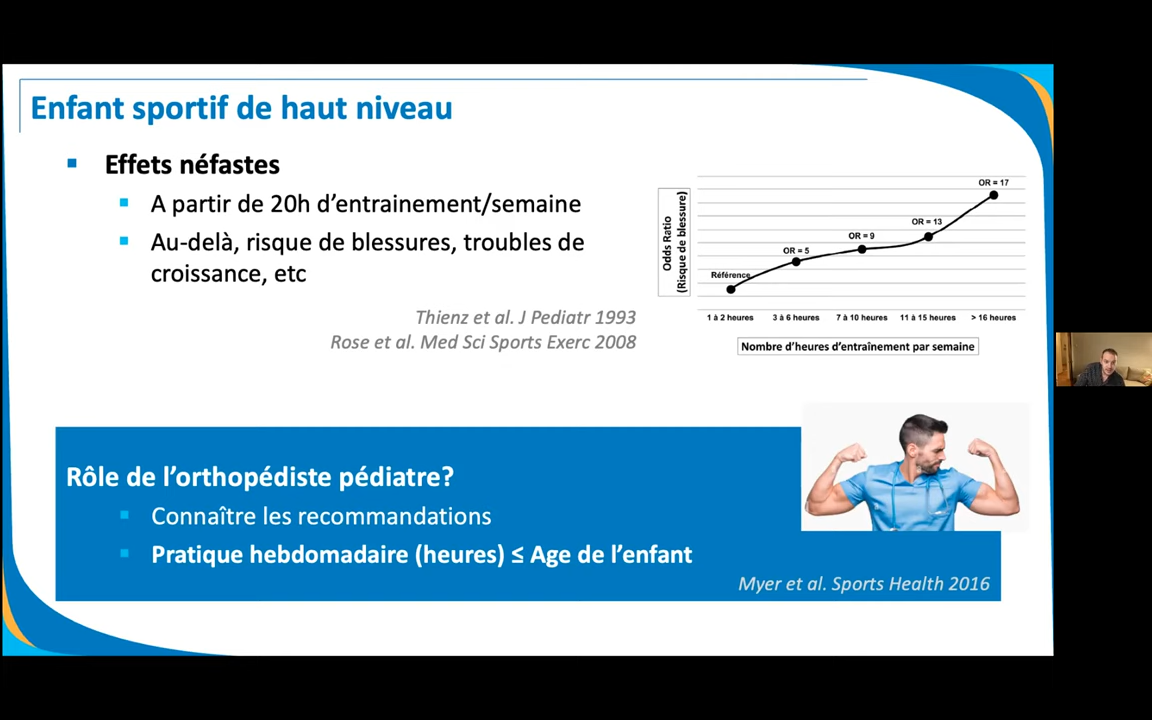 Enfant sportif de haut niveau
Effets néfastes
A partir de 20h d'entrainement/semaine
Au-delà, risque de blessures, troubles de
croissance, etc
Thienz et al. J Pediatr 1993
Rose et al. Med Sci Sports Exerc 2008
Odds Ratio
(Risque de blessure)
Référence
OR = 5
OR = 9
OR = 13
OR = 17
1 à 2 heures
3 à 6 heures
7 à 10 heures
11 à 15 heures
> 16 heures
Nombre d'heures d'entraînement par semaine
Rôle de l'orthopédiste pédiatre?
Connaître les recommandations
Pratique hebdomadaire (heures) ≤ Age de l'enfant
Myer et al. Sports Health 2016